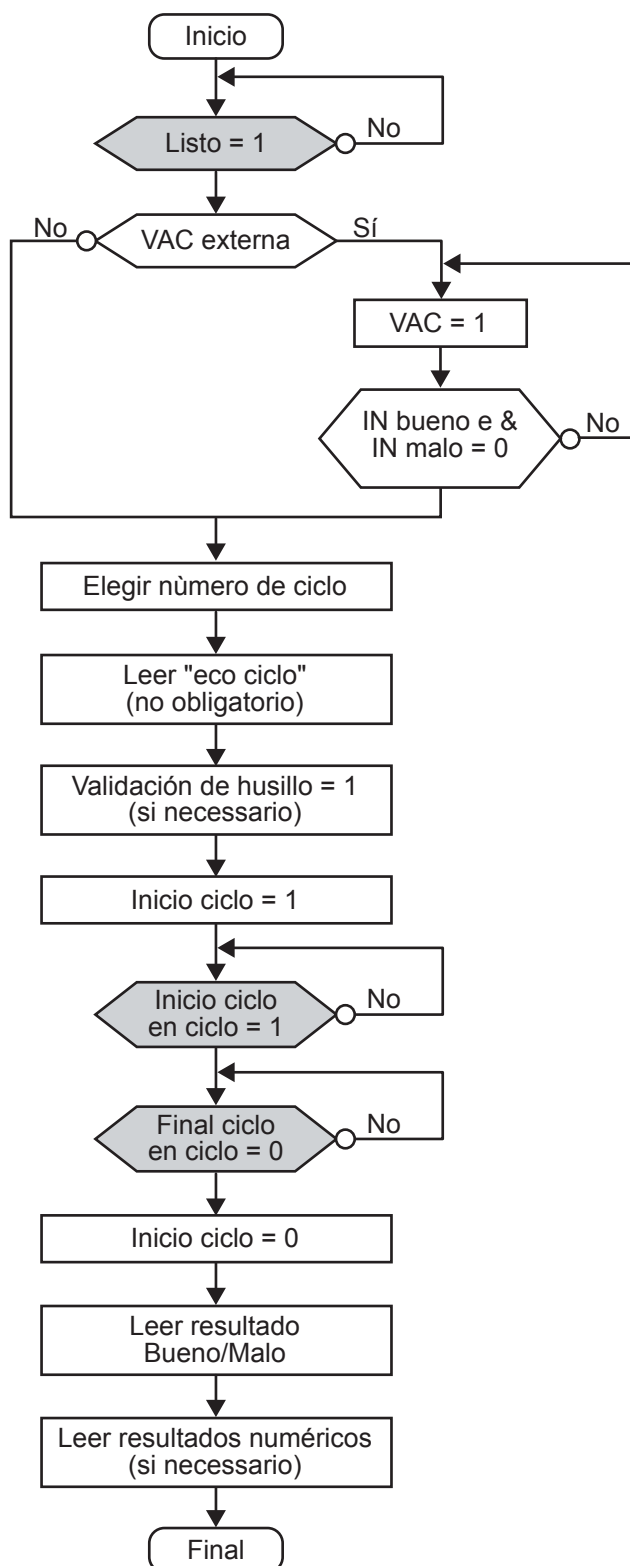 Inicio
Listo = 1
No
No
VAC externa
Sí
VAC = 1
IN bueno e &
IN malo = 0
No
Elegir nùmero de ciclo
Leer "eco ciclo"
(no obligatorio)
Validación de husillo = 1
(si necessario)
Inicio ciclo = 1
Inicio ciclo
en ciclo = 1
No
Final ciclo
en ciclo = 0
No
Inicio ciclo = 0
Leer resultado
Bueno/Malo
Leer resultados numéricos
(si necessario)
Final